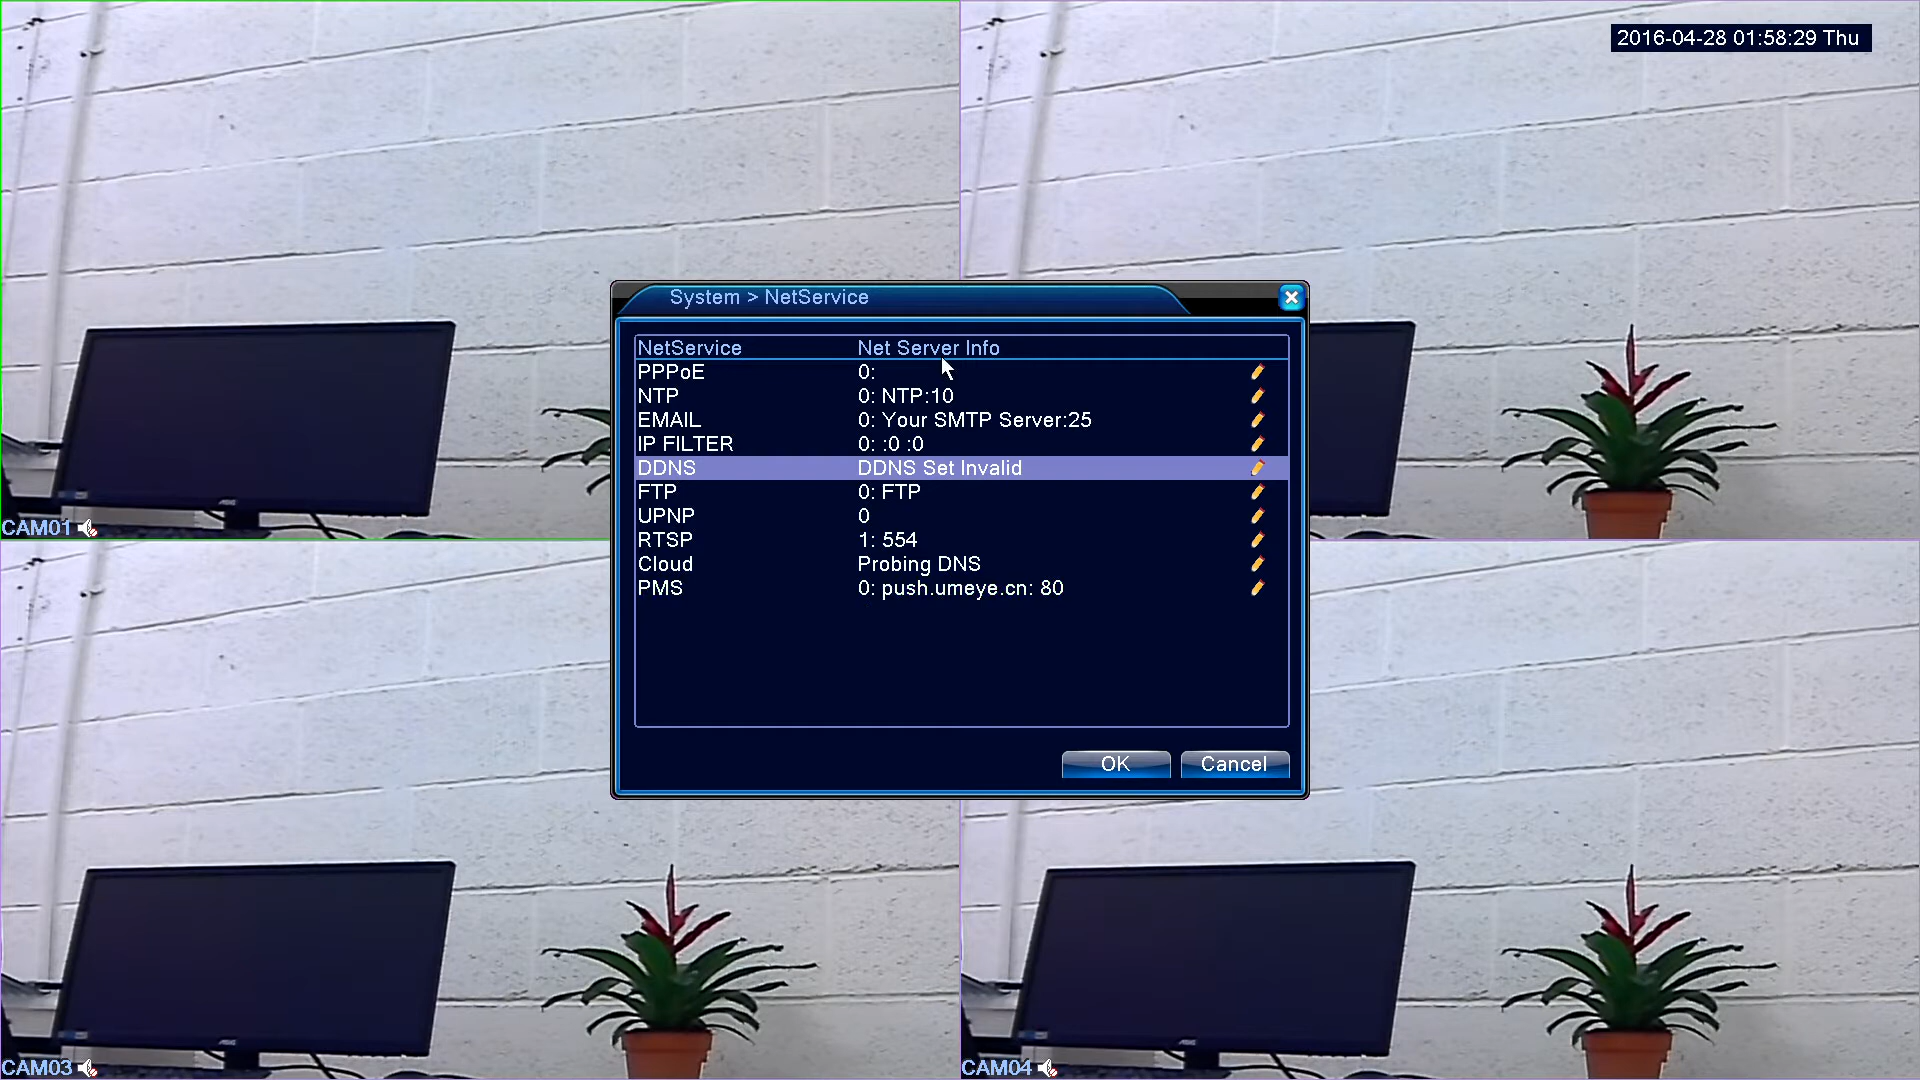 2016-04-28 01:58:29 Thu
System > NetService
NetService Net Server Info
PPPoE 0:
NTP 0: NTP:10
EMAIL 0: Your SMTP Server:25
IP FILTER 0: :0 :0
DDNS DDNS Set Invalid
FTP 0: FTP
UPNP 0
RTSP 1: 554
Cloud Probing DNS
PMS 0: push.umeye.cn: 80
OK Cancel
CAM01
CAM03
CAM04